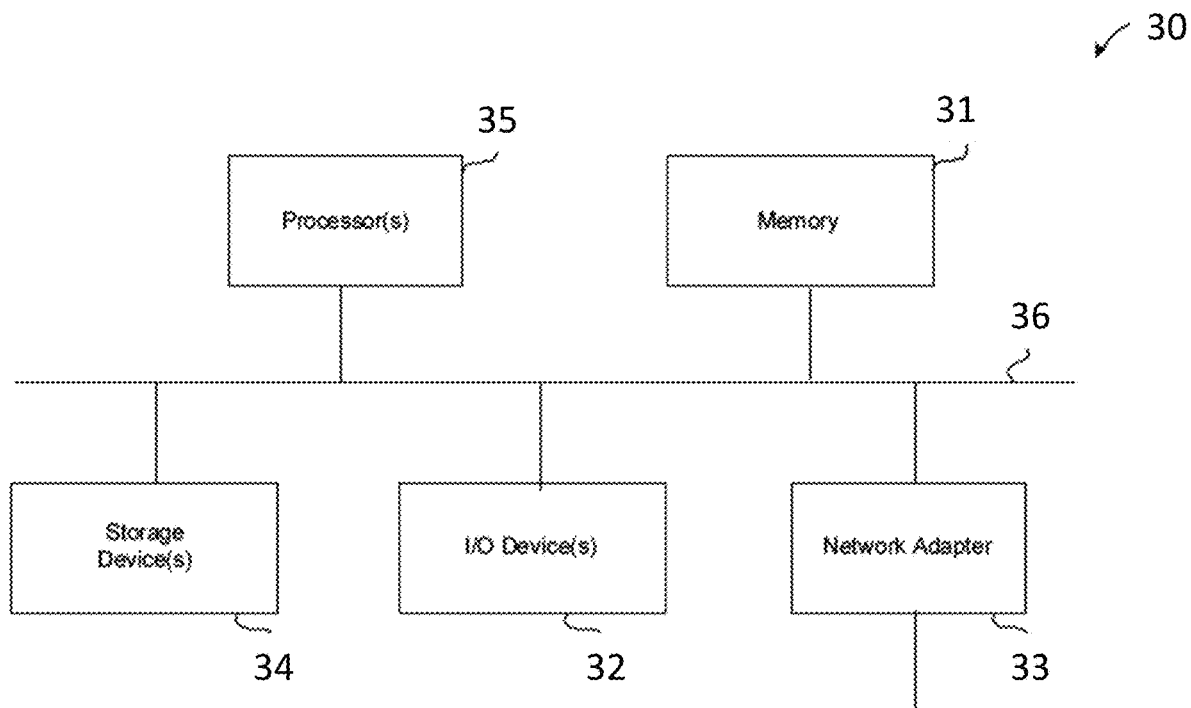 30
35
31
Processor(s)
Memory
36
Storage
Device(s)
I/O Device(s)
Network Adapter
34
32
33